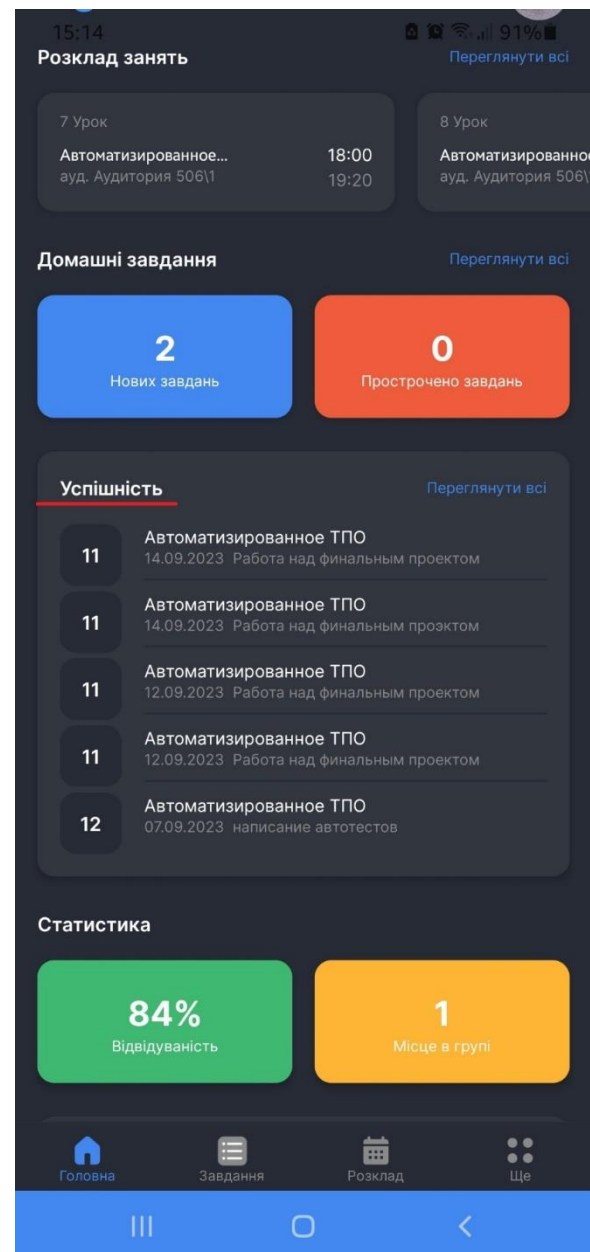 15:14 91%
Розклад занять Переглянути всі
7 Урок
Автоматизированное... 18:00
ауд. Аудитория 506\1 19:20
8 Урок
Автоматизированно
ауд. Аудитория 506\
Домашні завдання Переглянути всі
2
Нових завдань
0
Прострочено завдань
Успішність Переглянути всі
11 Автоматизированное ТПО
14.09.2023 Работа над финальным проектом
11 Автоматизированное ТПО
14.09.2023 Работа над финальным проэктом
11 Автоматизированное ТПО
12.09.2023 Работа над финальным проектом
11 Автоматизированное ТПО
12.09.2023 Работа над финальным проектом
12 Автоматизированное ТПО
07.09.2023 написание автотестов
Статистика
84%
Відвідуваність
1
Місце в групі
Головна Завдання Розклад Ще